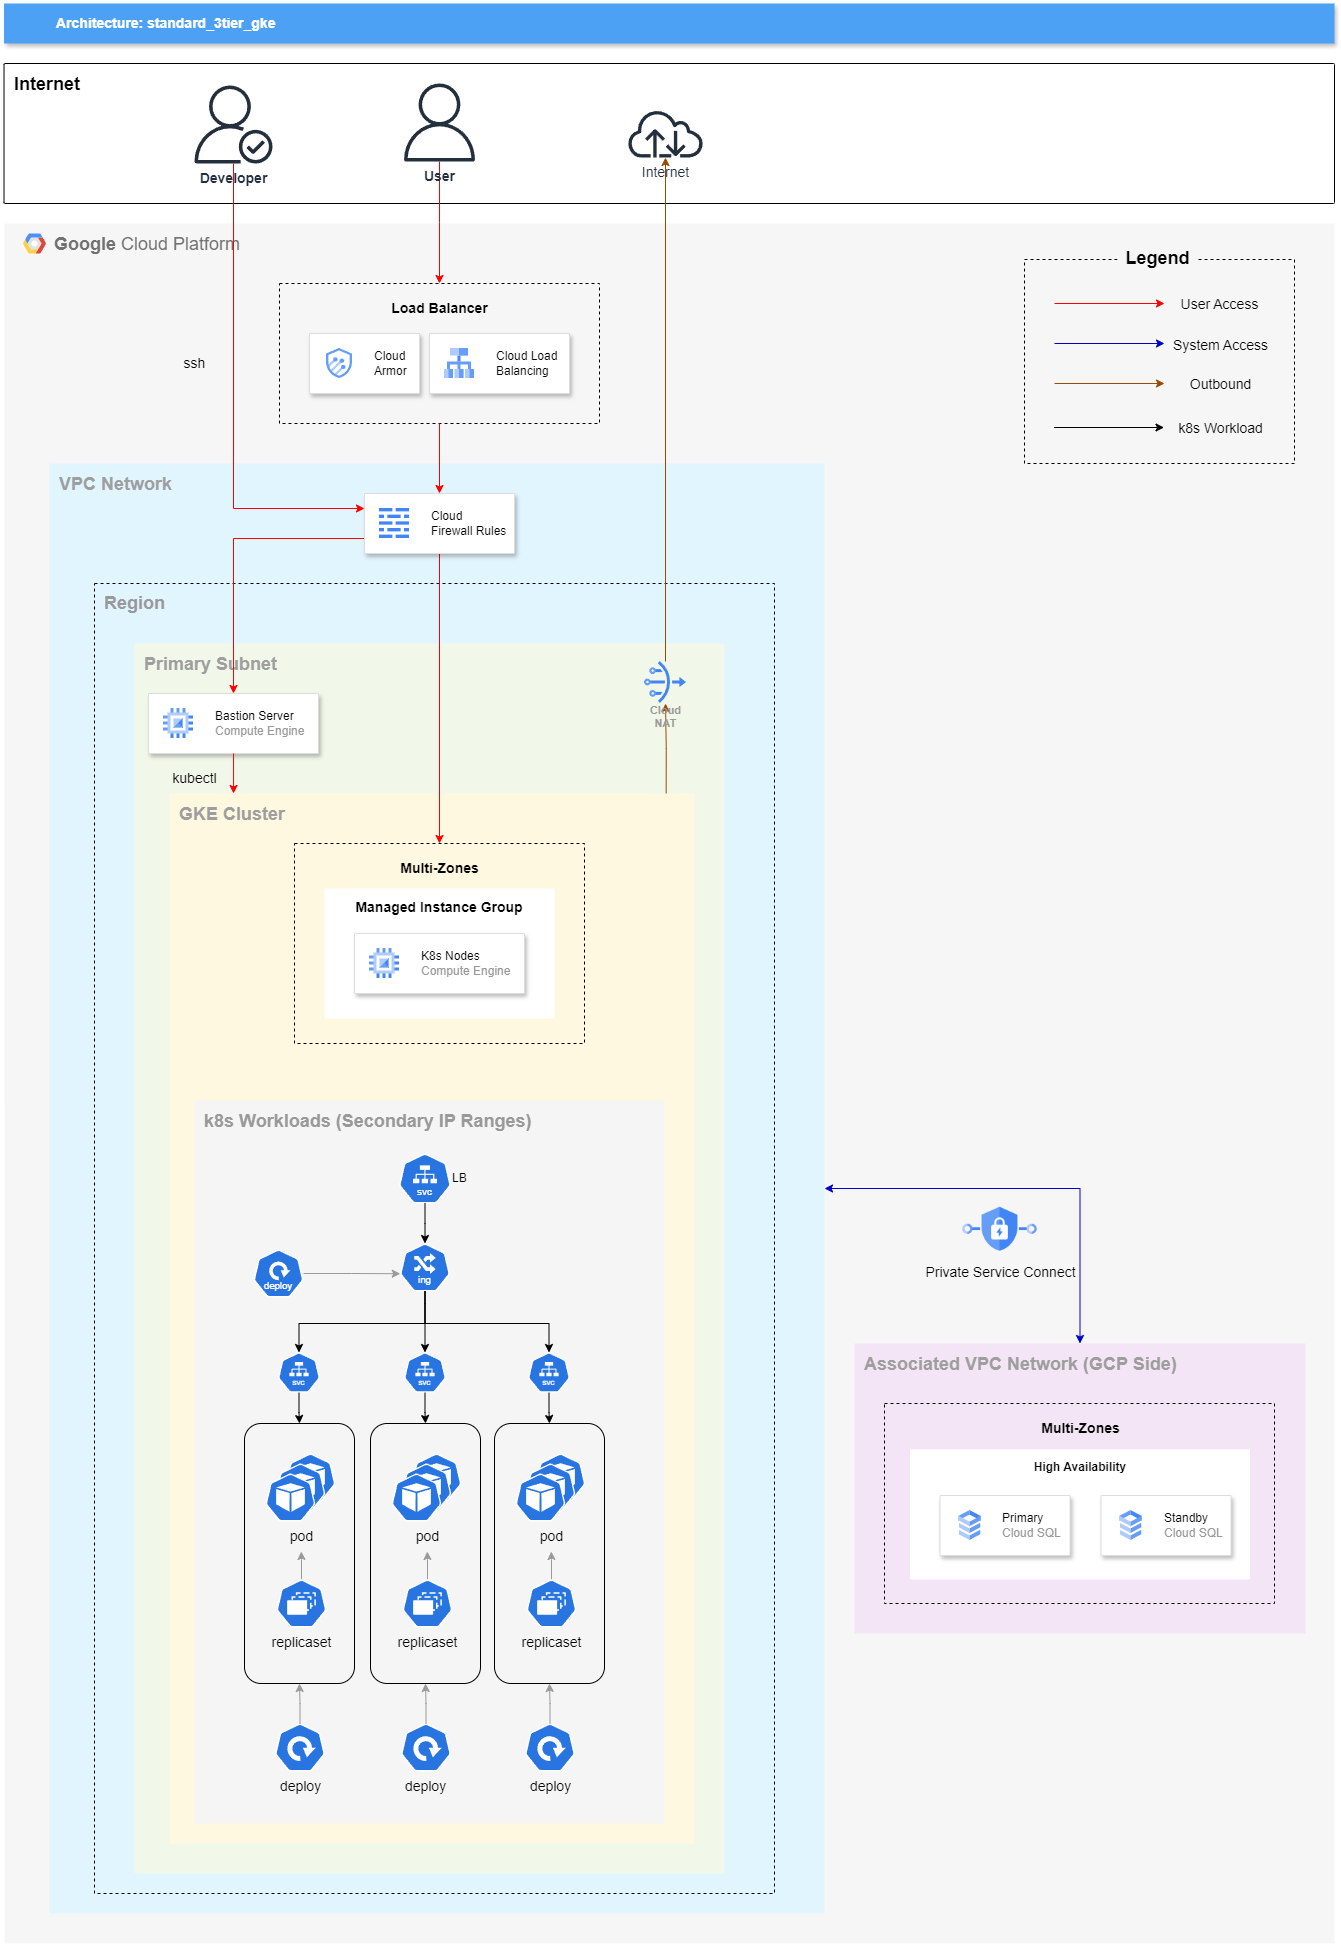 Architecture: standard_3tier_gke
Internet
Developer
User
Internet
Google Cloud Platform
Legend
User Access
System Access
Outbound
k8s Workload
Load Balancer
Cloud
Armor
Cloud Load
Balancing
ssh
VPC Network
Cloud
Firewall Rules
Region
Primary Subnet
Cloud
NAT
Bastion Server
Compute Engine
kubectl
GKE Cluster
Multi-Zones
Managed Instance Group
K8s Nodes
Compute Engine
k8s Workloads (Secondary IP Ranges)
svc
LB
deploy
ing
svc
svc
svc
pod
pod
pod
replicaset
replicaset
replicaset
deploy
deploy
deploy
Private Service Connect
Associated VPC Network (GCP Side)
Multi-Zones
High Availability
Primary
Cloud SQL
Standby
Cloud SQL